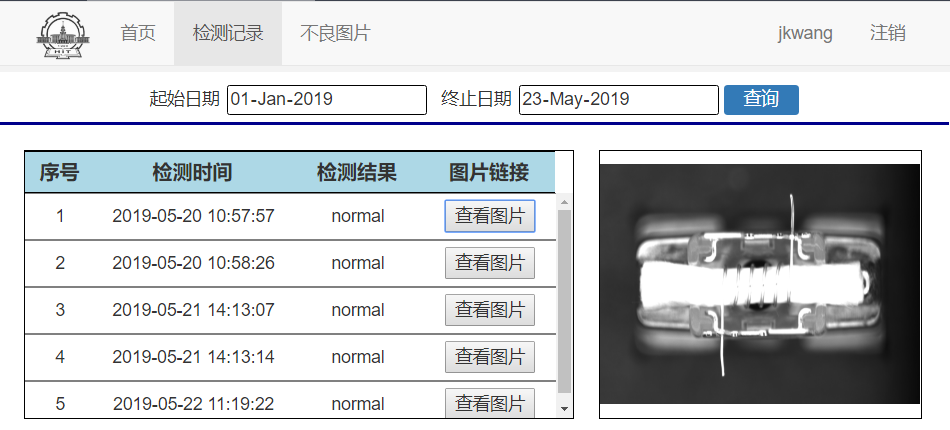 HIT
首页 检测记录 不良图片 jkwang 注销
起始日期 01-Jan-2019 终止日期 23-May-2019 查询
序号 检测时间 检测结果 图片链接
1 2019-05-20 10:57:57 normal 查看图片
2 2019-05-20 10:58:26 normal 查看图片
3 2019-05-21 14:13:07 normal 查看图片
4 2019-05-21 14:13:14 normal 查看图片
5 2019-05-22 11:19:22 normal 查看图片